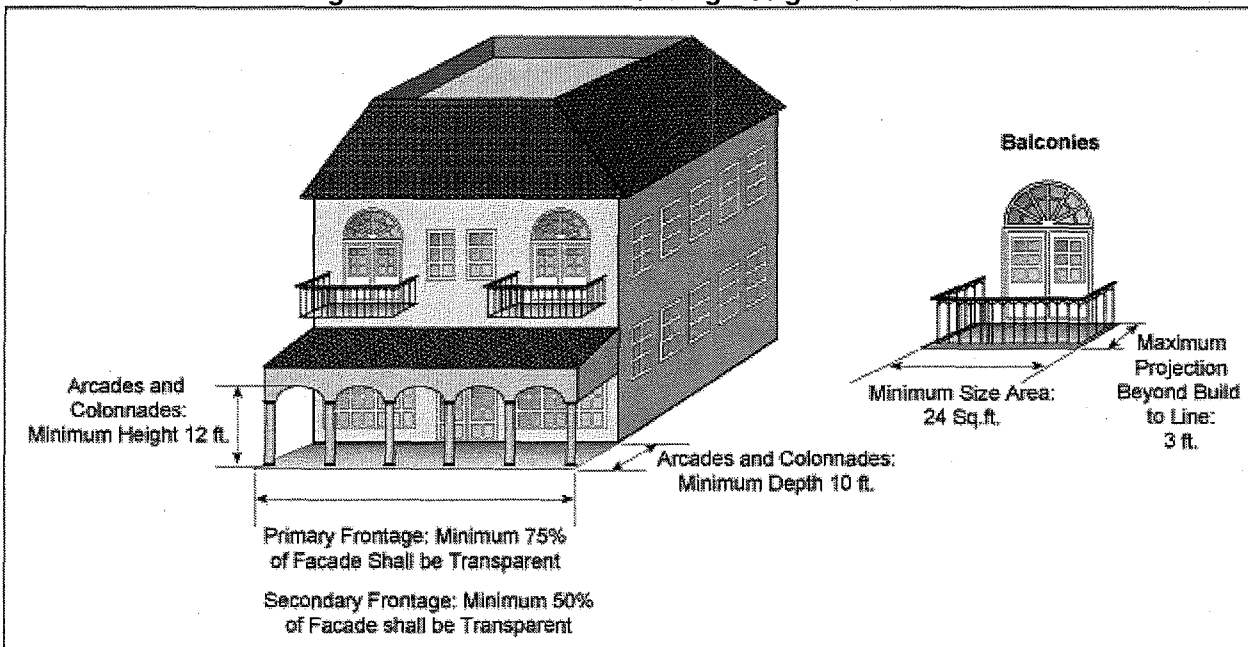 Balconies
Arcades and
Colonnades:
Minimum Height 12 ft.
Arcades and Colonnades:
Minimum Depth 10 ft.
Primary Frontage: Minimum 75%
of Facade Shall be Transparent
Secondary Frontage: Minimum 50%
of Facade shall be Transparent
Minimum Size Area:
24 Sq.ft.
Maximum
Projection
Beyond Build
to Line:
3 ft.